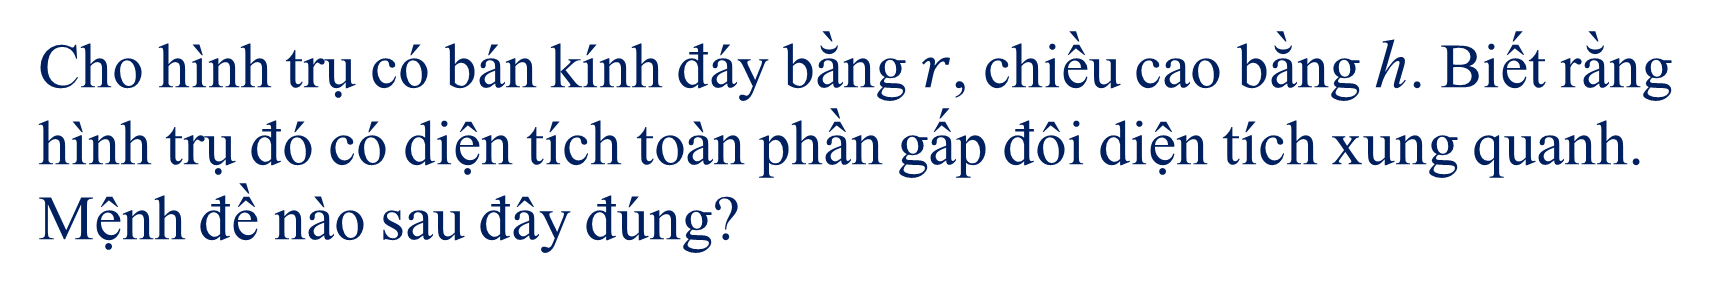 Cho hình trụ có bán kính đáy bằng r, chiều cao bằng h. Biết rằng
hình trụ đó có diện tích toàn phần gấp đôi diện tích xung quanh.
Mệnh đề nào sau đây đúng?